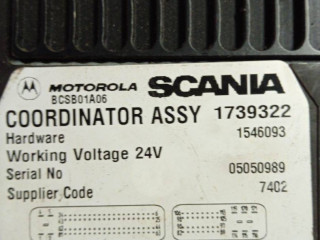 MOTOROLA SCANIA
BCSB01A06
COORDINATOR ASSY 1739322
Hardware 1546093
Working Voltage 24V
Serial No 05050989
Supplier Code 7402